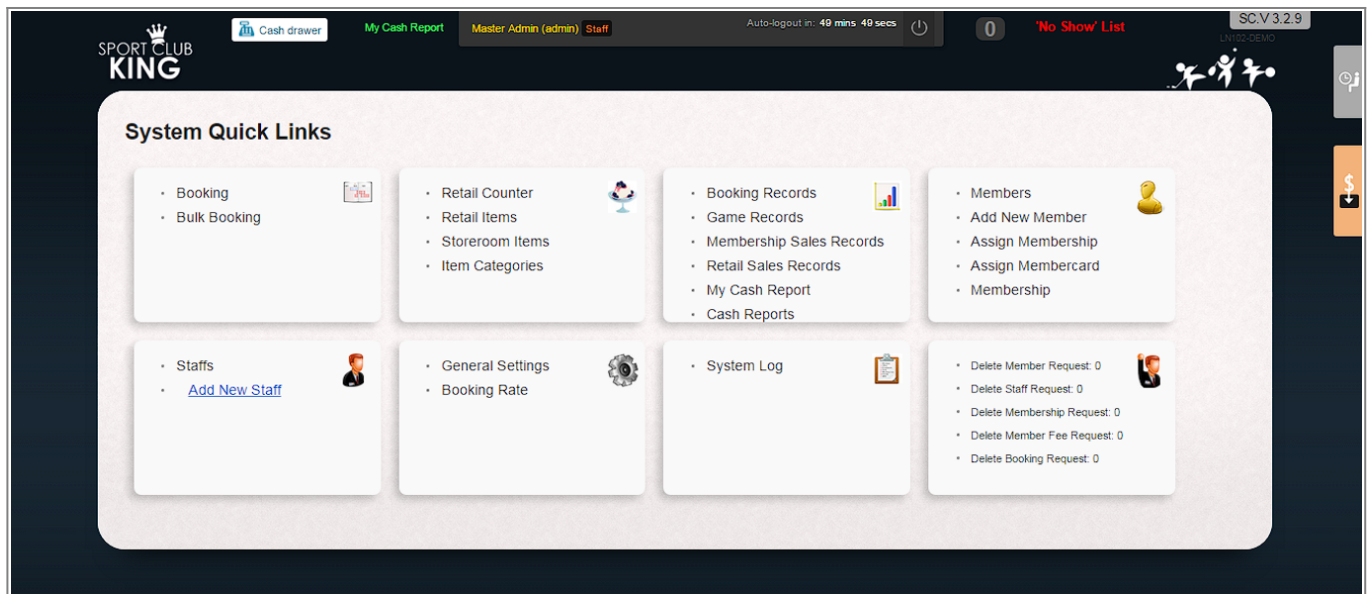 SPORT CLUB
KING
Cash drawer
My Cash Report
Master Admin (admin) Staff
Auto-logout in: 49 mins 49 secs
0
'No Show' List
SC.V 3.2.9
LN102-DEMO
System Quick Links
Booking
Bulk Booking
Retail Counter
Retail Items
Storeroom Items
Item Categories
Booking Records
Game Records
Membership Sales Records
Retail Sales Records
My Cash Report
Cash Reports
Members
Add New Member
Assign Membership
Assign Membercard
Membership
Staffs
Add New Staff
General Settings
Booking Rate
System Log
Delete Member Request: 0
Delete Staff Request: 0
Delete Membership Request: 0
Delete Member Fee Request: 0
Delete Booking Request: 0
$